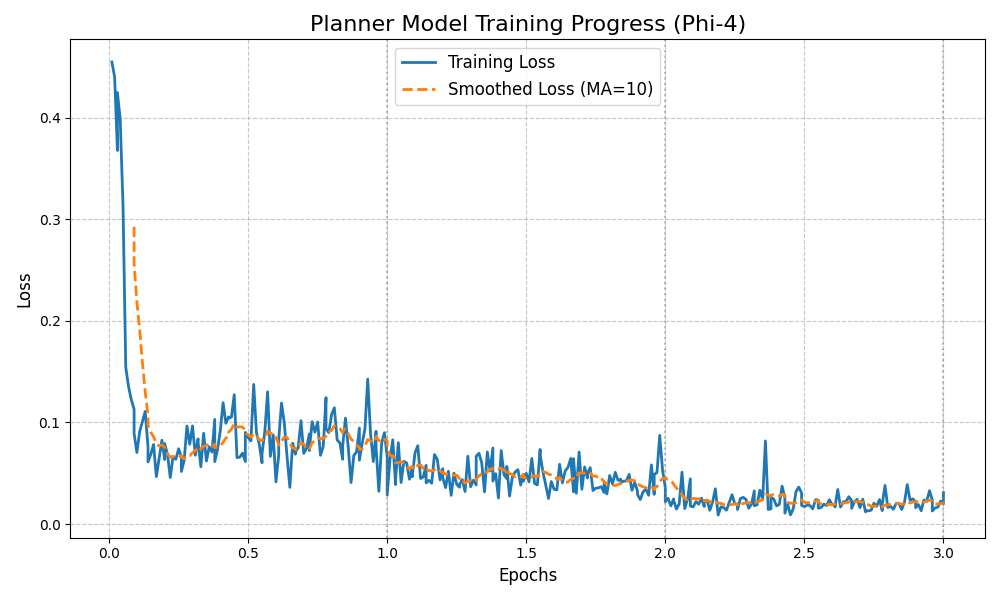 Planner Model Training Progress (Phi-4)
Training Loss
Smoothed Loss (MA=10)
Loss
0.4
0.3
0.2
0.1
0.0
0.0 0.5 1.0 1.5 2.0 2.5 3.0
Epochs